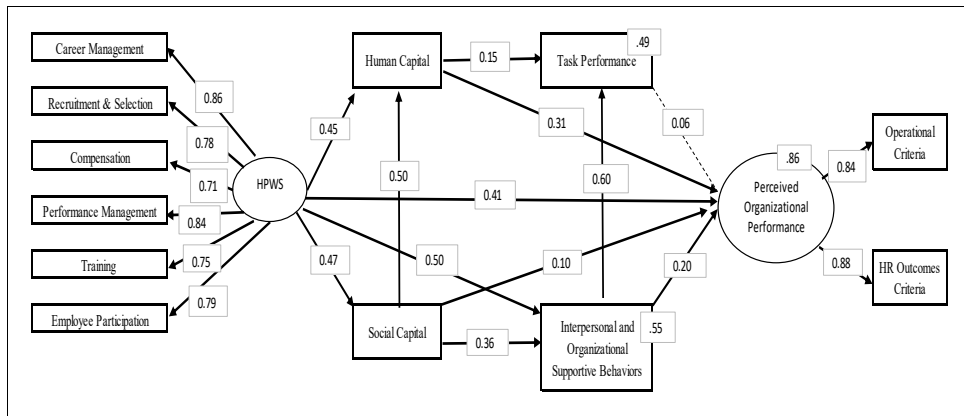 Career Management
Recruitment & Selection
Compensation
Performance Management
Training
Employee Participation
0.86
0.78
0.71
0.84
0.75
0.79
HPWS
0.45
0.47
0.50
0.41
0.50
Human Capital
Social Capital
0.15
0.31
0.10
0.36
Task Performance
.49
0.06
0.60
0.20
Interpersonal and
Organizational
Supportive Behaviors
.55
.86
Perceived
Organizational
Performance
0.84
0.88
Operational
Criteria
HR Outcomes
Criteria